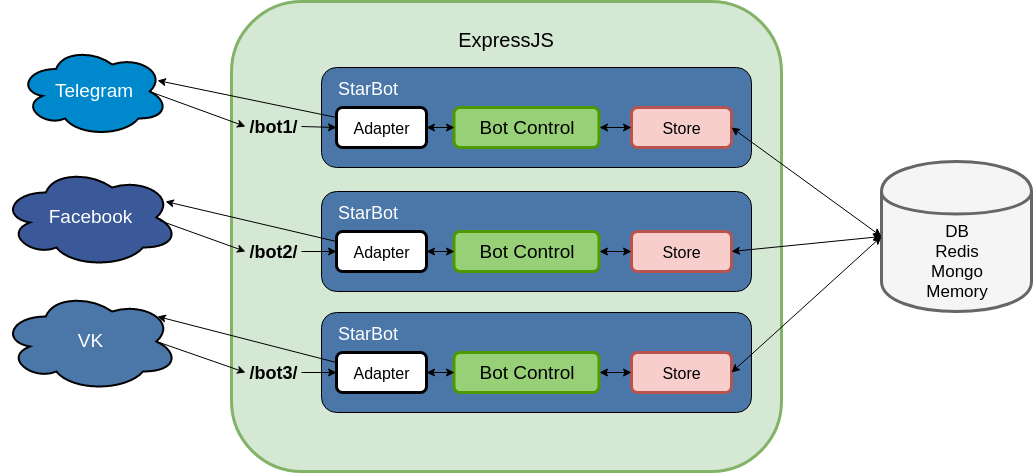 ExpressJS
Telegram
/bot1/
StarBot
Adapter
Bot Control
Store
Facebook
/bot2/
StarBot
Adapter
Bot Control
Store
VK
/bot3/
StarBot
Adapter
Bot Control
Store
DB
Redis
Mongo
Memory